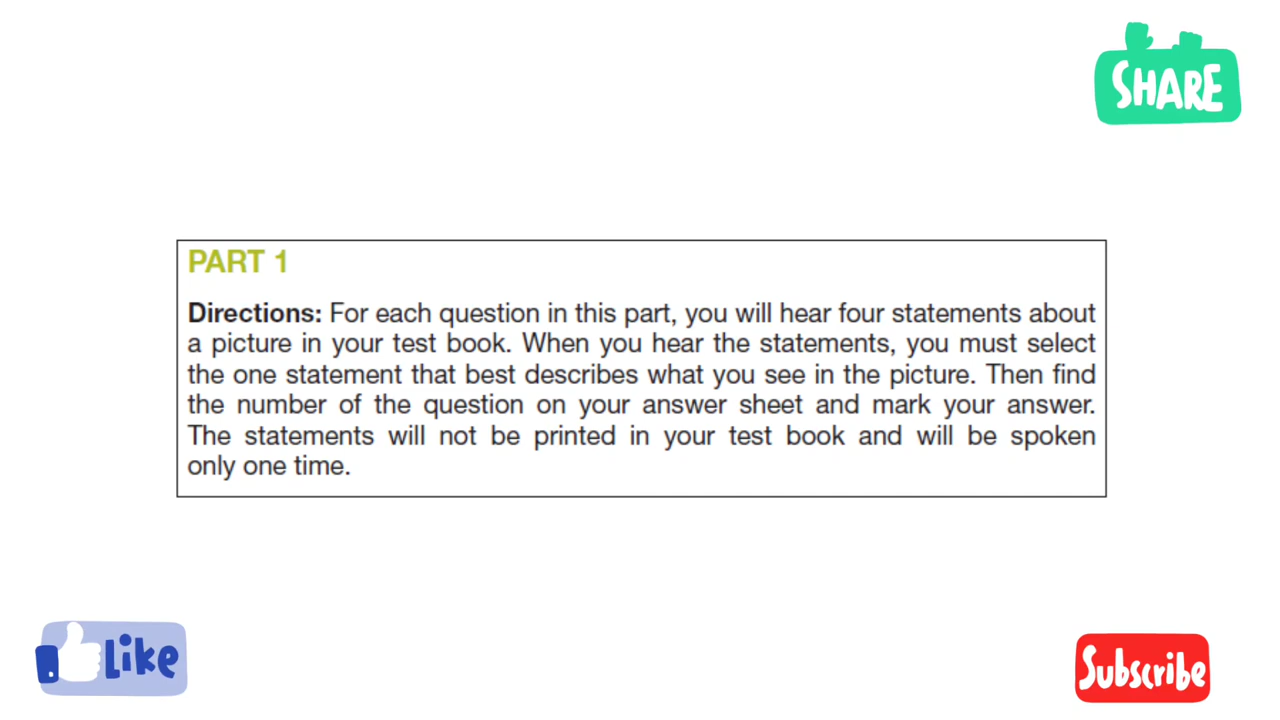 SHARE
PART 1
Directions: For each question in this part, you will hear four statements about
a picture in your test book. When you hear the statements, you must select
the one statement that best describes what you see in the picture. Then find
the number of the question on your answer sheet and mark your answer.
The statements will not be printed in your test book and will be spoken
only one time.
Like
Subscribe